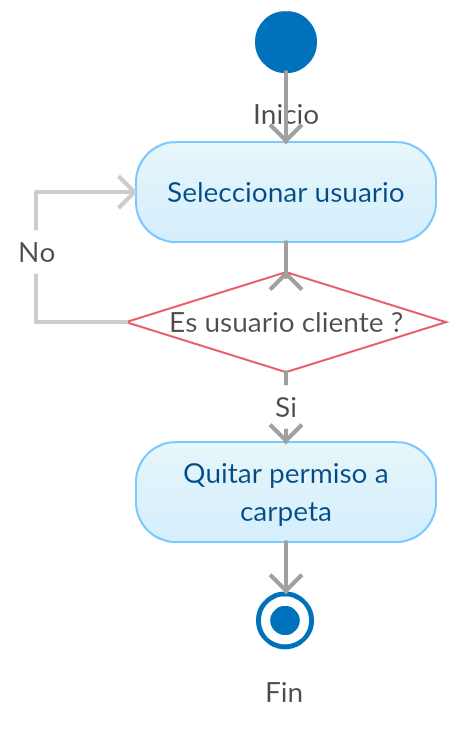 Inicio
Seleccionar usuario
No
Es usuario cliente ?
Si
Quitar permiso a
carpeta
Fin